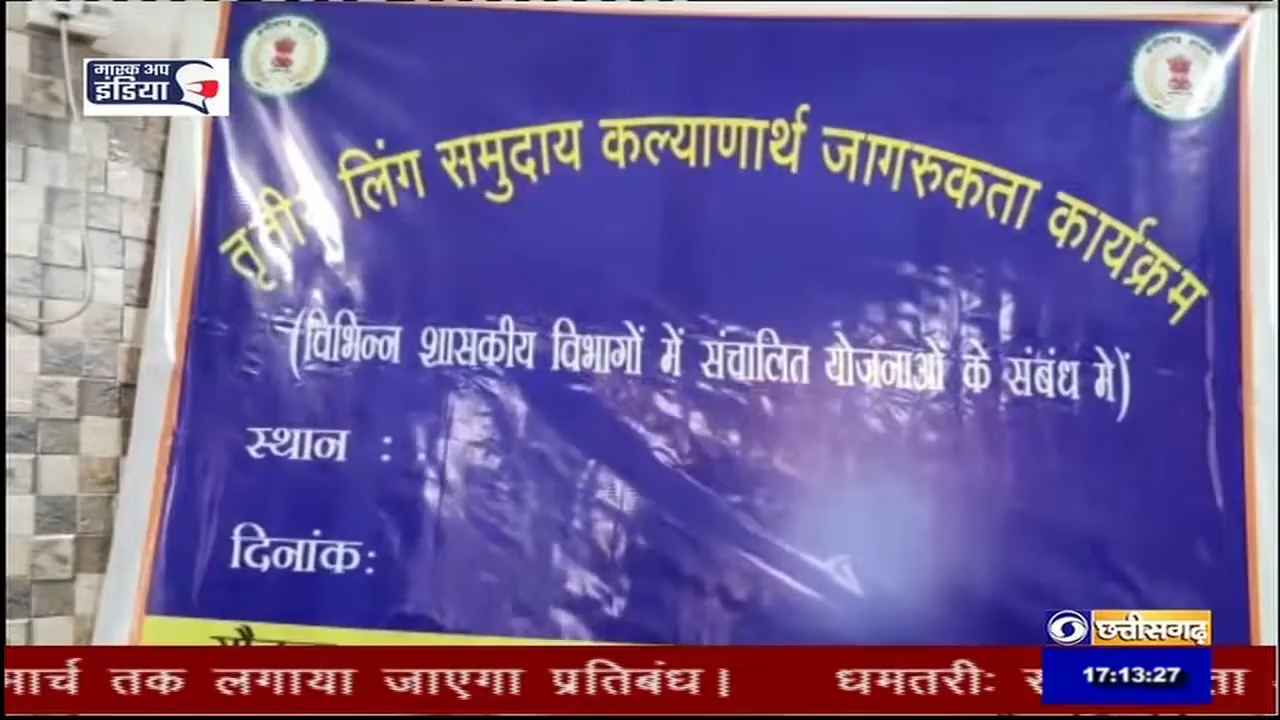 मास्क अप
इंडिया
तृतीय लिंग समुदाय कल्याणार्थ जागरुकता कार्यक्रम
(विभिन्न शासकीय विभागों में संचालित योजनाओं के संबंध में)
स्थान :
दिनांक:
छत्तीसगढ़
17:13:27
मार्च तक लगाया जाएगा प्रतिबंध। धमतरीः